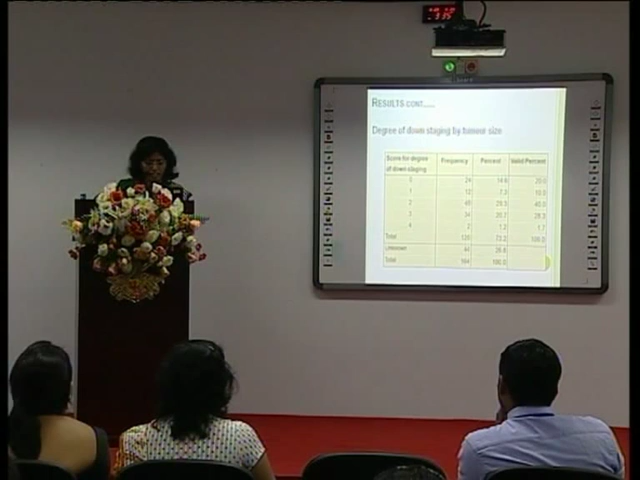 RESULTS CONT.....
Degree of down staging by tumour size
Score for degree of down staging Frequency Percent Valid Percent
0 24 14.6 20.0
1 12 7.3 10.0
2 48 29.3 40.0
3 34 20.7 28.3
4 2 1.2 1.7
Total 120 73.2 100.0
Unknown 44 26.8
Total 164 100.0